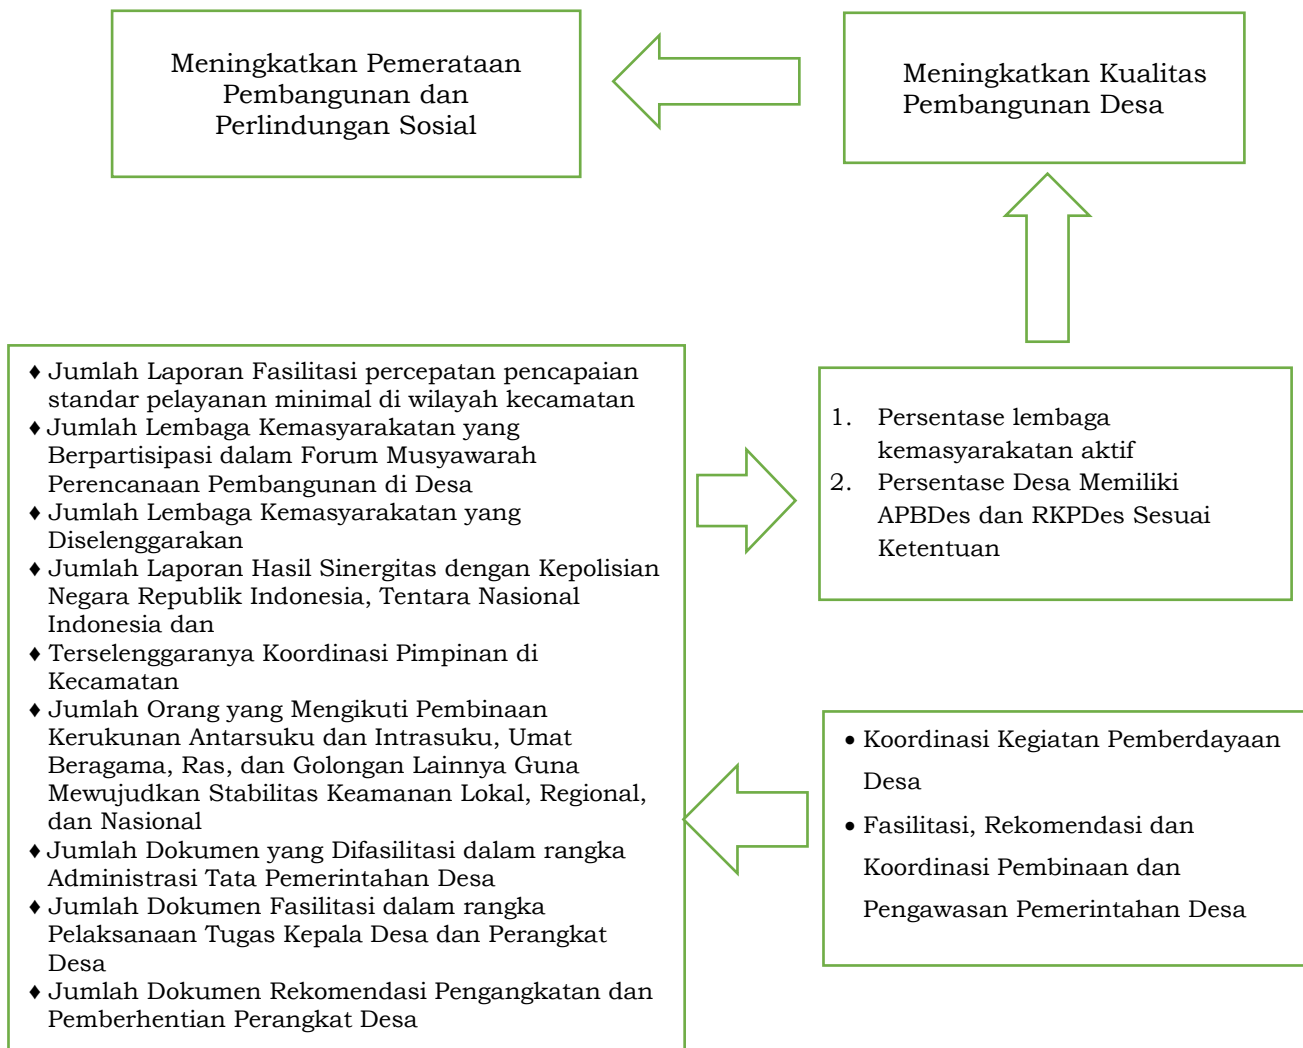 Meningkatkan Pemerataan
Pembangunan dan
Perlindungan Sosial
Meningkatkan Kualitas
Pembangunan Desa
♦ Jumlah Laporan Fasilitasi percepatan pencapaian
standar pelayanan minimal di wilayah kecamatan
♦ Jumlah Lembaga Kemasyarakatan yang
Berpartisipasi dalam Forum Musyawarah
Perencanaan Pembangunan di Desa
♦ Jumlah Lembaga Kemasyarakatan yang
Diselenggarakan
♦ Jumlah Laporan Hasil Sinergitas dengan Kepolisian
Negara Republik Indonesia, Tentara Nasional
Indonesia dan
♦ Terselenggaranya Koordinasi Pimpinan di
Kecamatan
♦ Jumlah Orang yang Mengikuti Pembinaan
Kerukunan Antarsuku dan Intrasuku, Umat
Beragama, Ras, dan Golongan Lainnya Guna
Mewujudkan Stabilitas Keamanan Lokal, Regional,
dan Nasional
♦ Jumlah Dokumen yang Difasilitasi dalam rangka
Administrasi Tata Pemerintahan Desa
♦ Jumlah Dokumen Fasilitasi dalam rangka
Pelaksanaan Tugas Kepala Desa dan Perangkat
Desa
♦ Jumlah Dokumen Rekomendasi Pengangkatan dan
Pemberhentian Perangkat Desa
1. Persentase lembaga
kemasyarakatan aktif
2. Persentase Desa Memiliki
APBDes dan RKPDes Sesuai
Ketentuan
• Koordinasi Kegiatan Pemberdayaan
Desa
• Fasilitasi, Rekomendasi dan
Koordinasi Pembinaan dan
Pengawasan Pemerintahan Desa